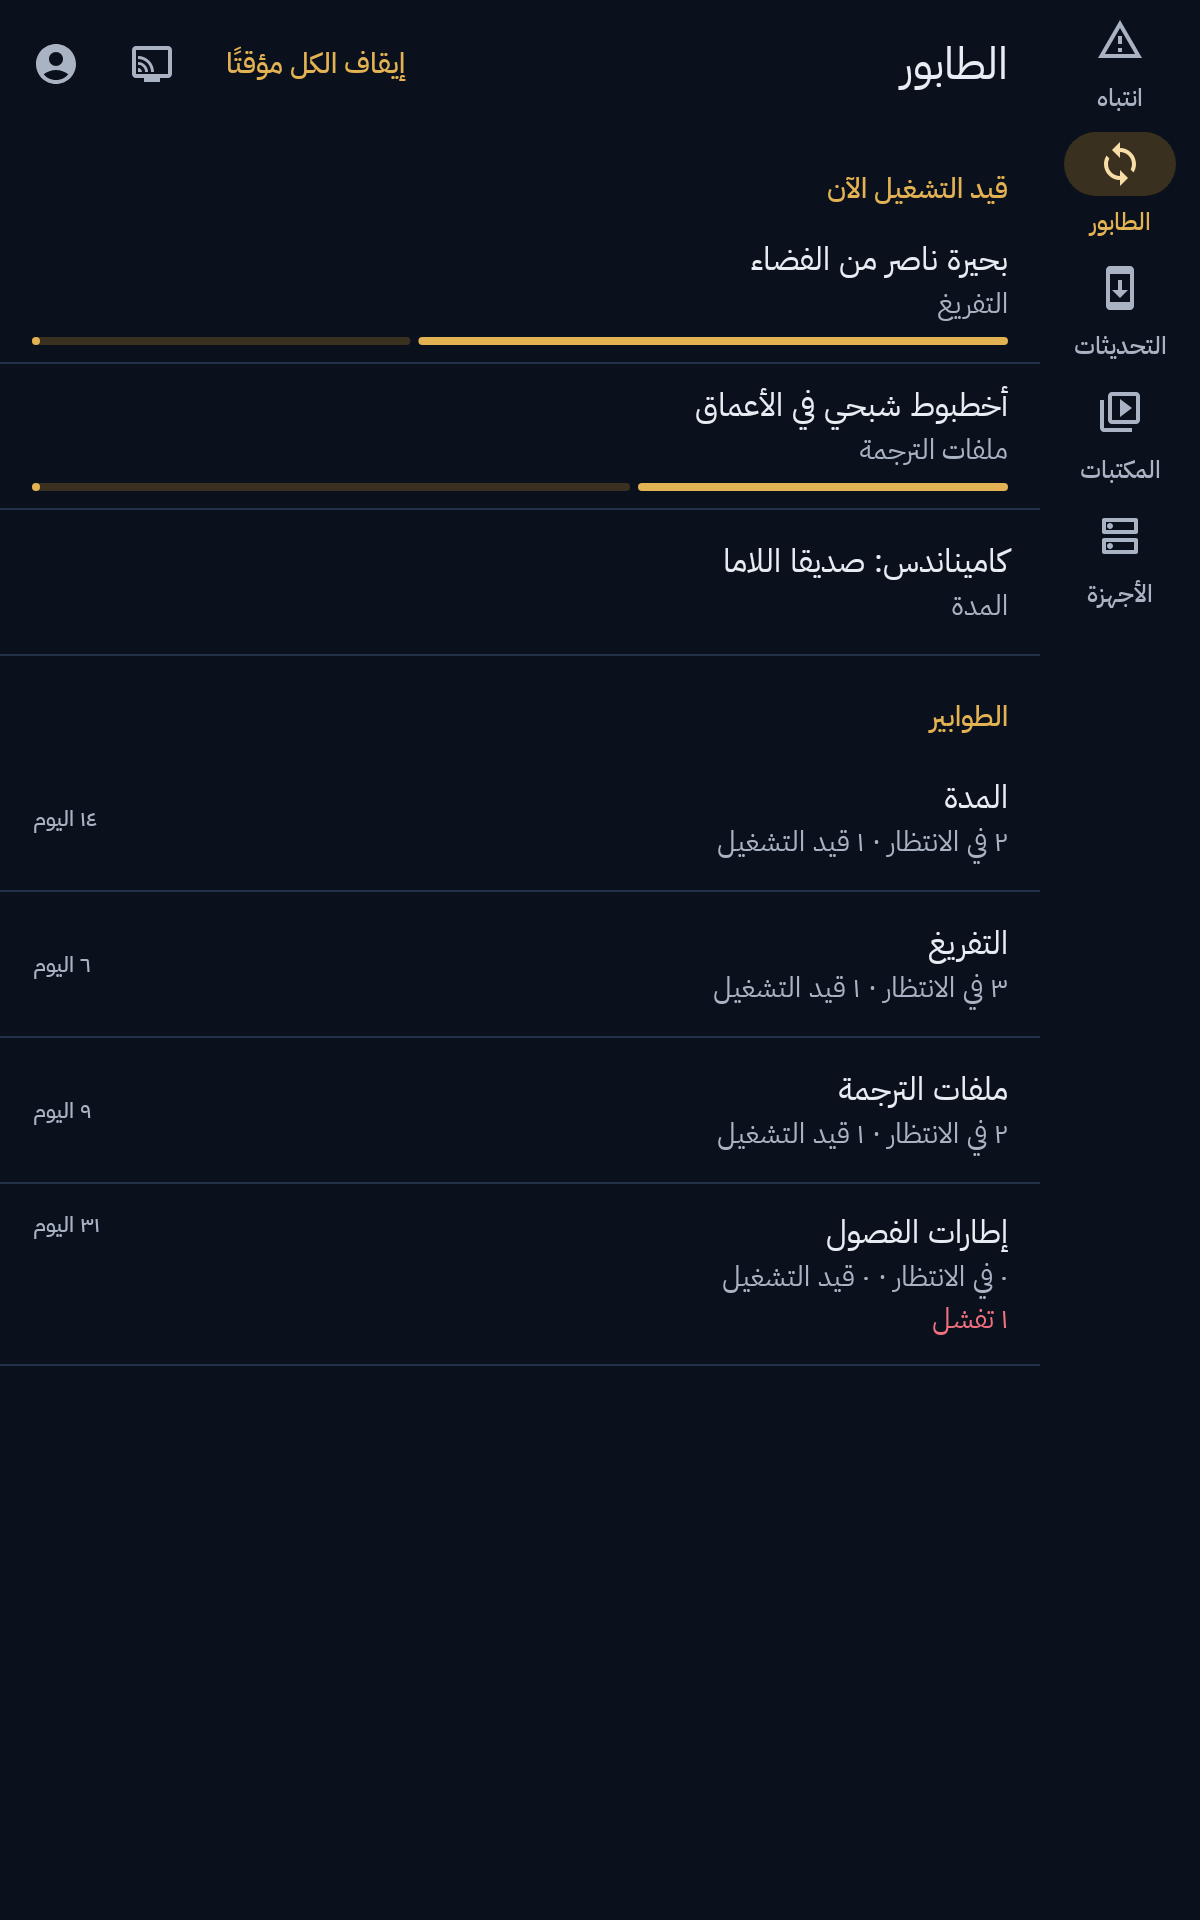 انتباه
الطابور
التحديثات
المكتبات
الأجهزة
الطابور
إيقاف الكل مؤقتًا
قيد التشغيل الآن
بحيرة ناصر من الفضاء
التفريغ
أخطبوط شبحي في الأعماق
ملفات الترجمة
كاميناندس: صديقا اللاما
المدة
الطوابير
المدة
٢ في الانتظار · ١ قيد التشغيل
١٤ اليوم
التفريغ
٣ في الانتظار · ١ قيد التشغيل
٦ اليوم
ملفات الترجمة
٢ في الانتظار · ١ قيد التشغيل
٩ اليوم
إطارات الفصول
٠ في الانتظار · ٠ قيد التشغيل
١ تفشل
٣١ اليوم